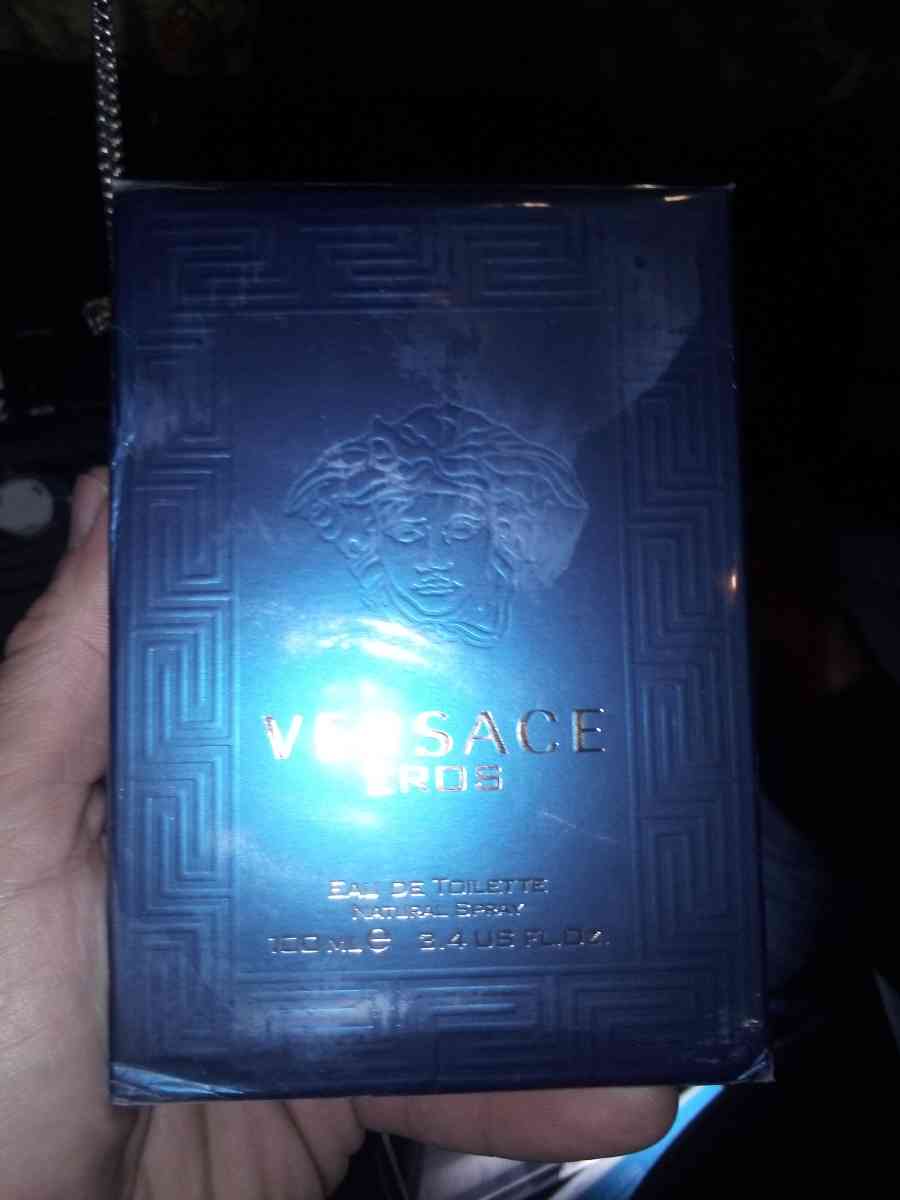 VERSACE
EROS
EAU DE TOILETTE
NATURAL SPRAY
100 ML ℮ 3.4 US FL.OZ.